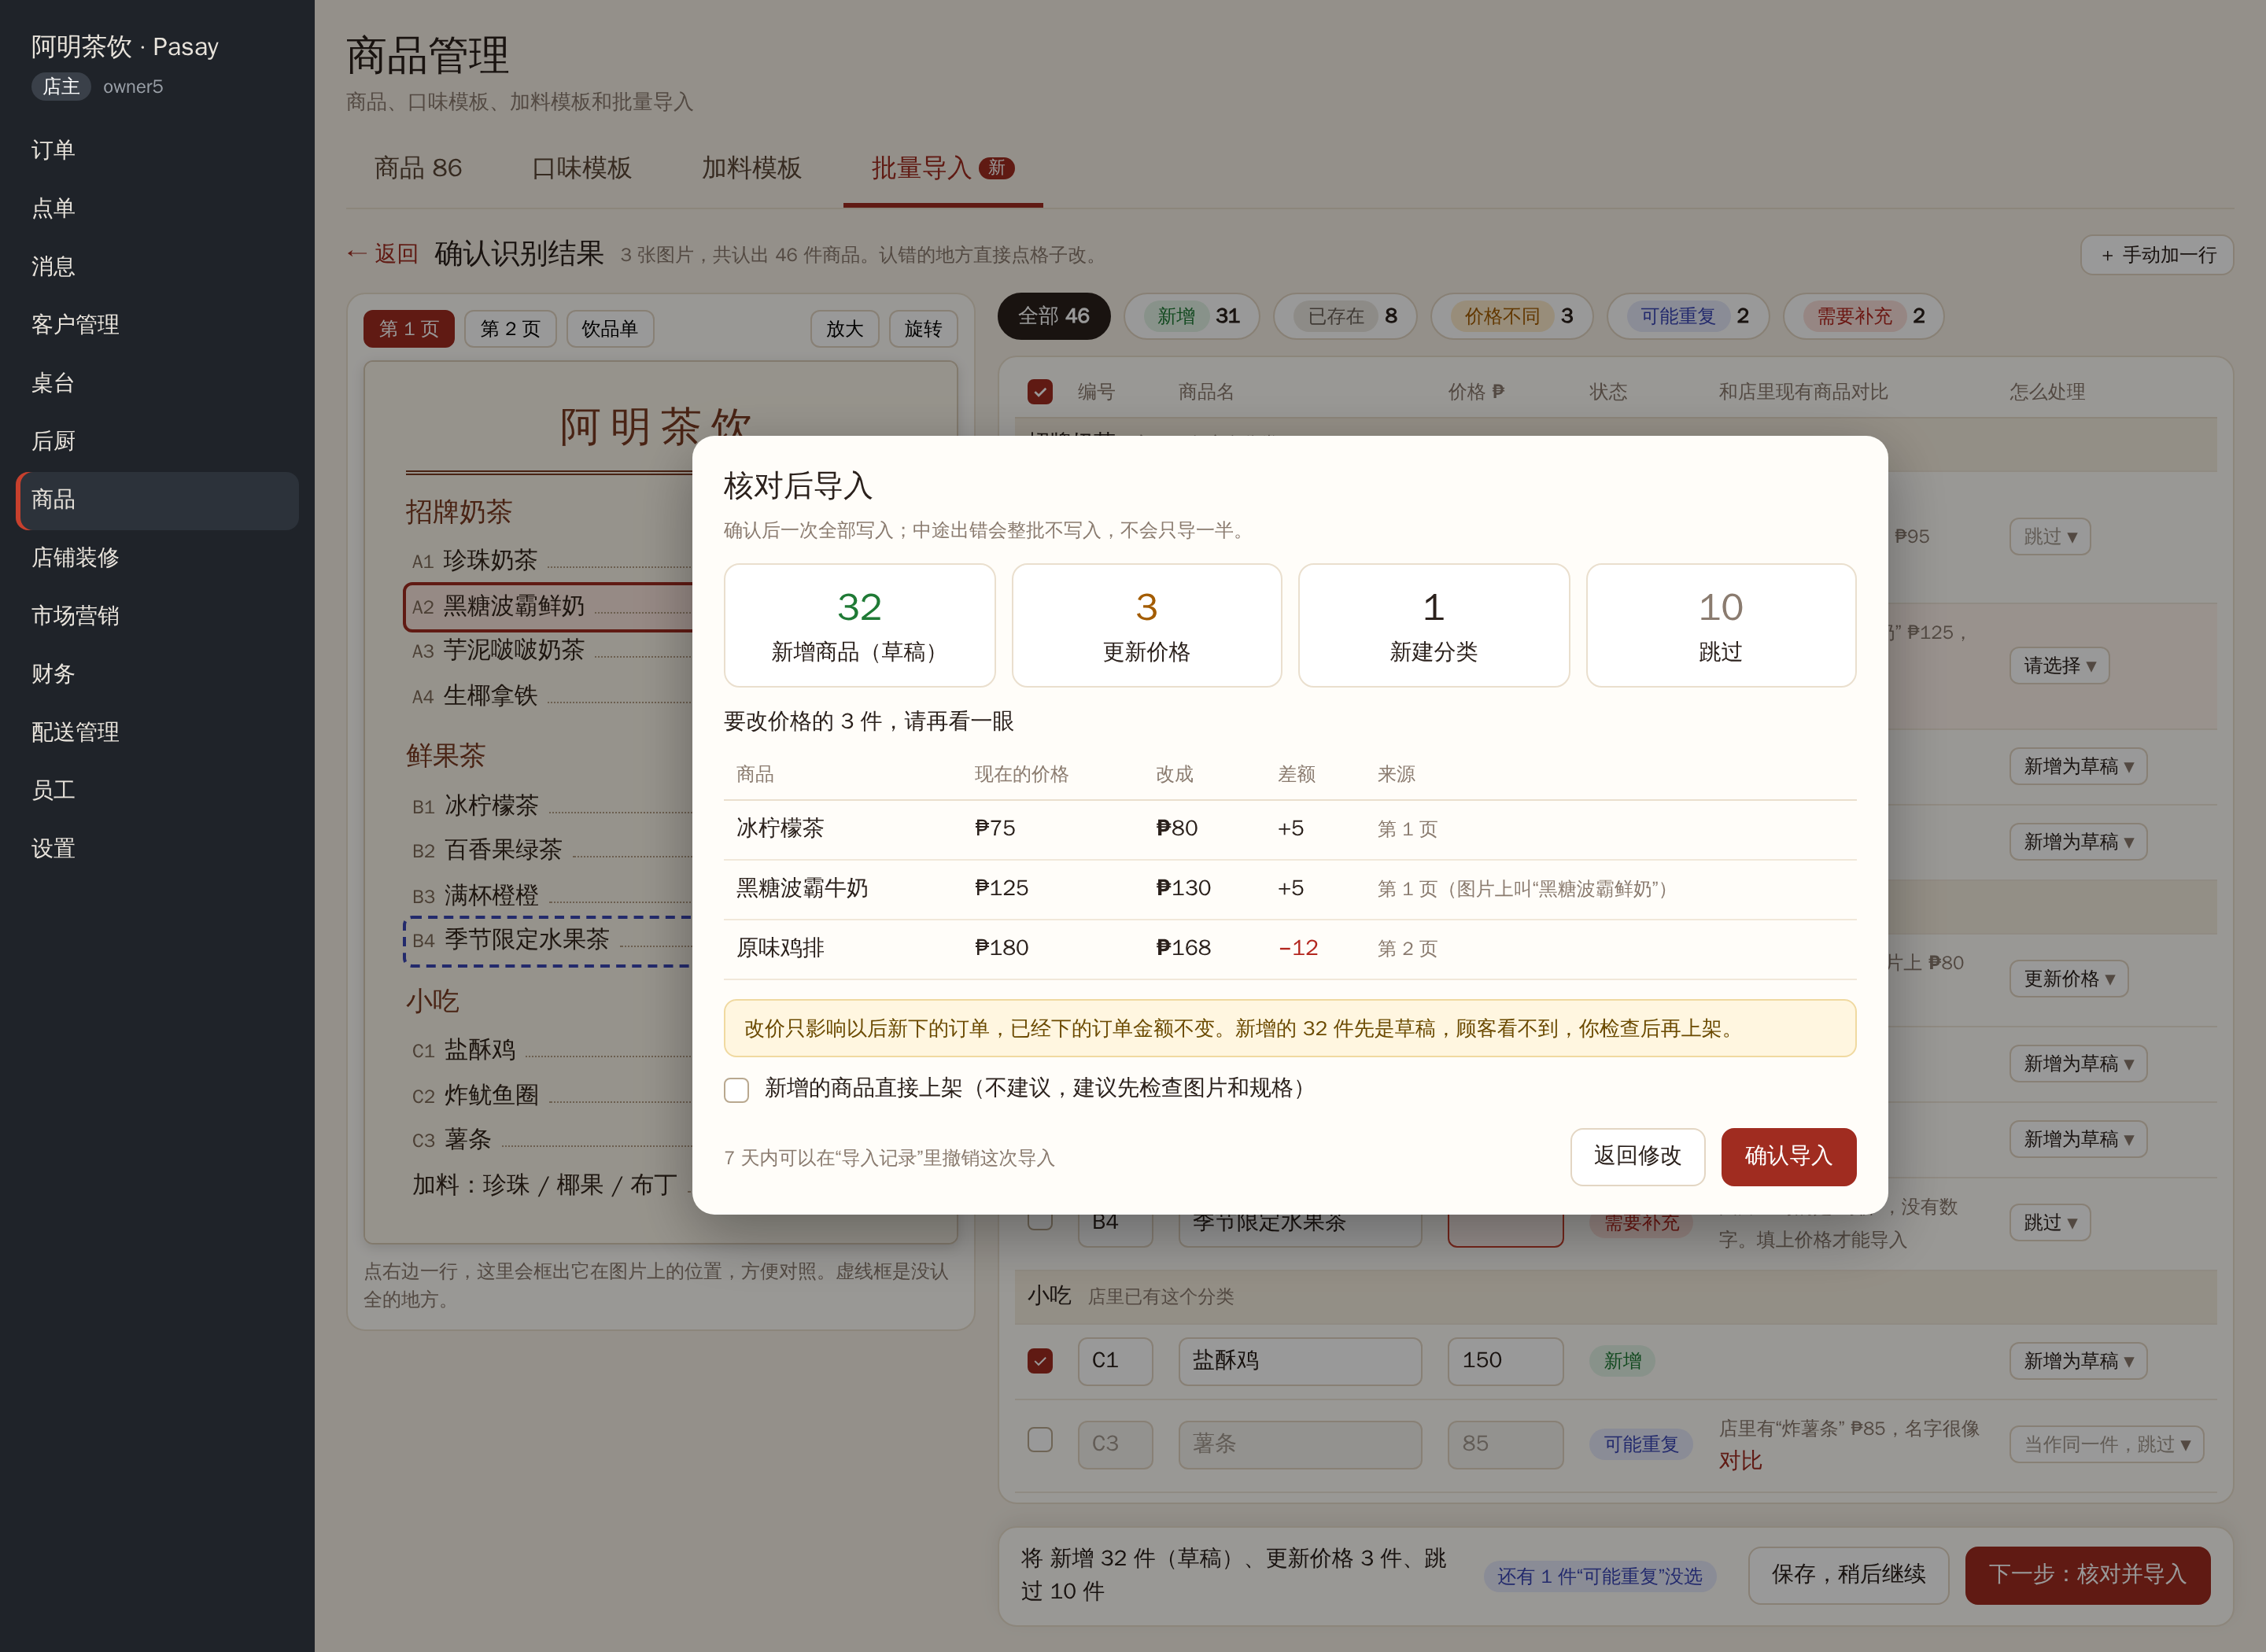 阿明茶饮 · Pasay
店主 owner5
订单
点单
消息
客户管理
桌台
后厨
商品
店铺装修
市场营销
财务
配送管理
员工
设置
商品管理
商品、口味模板、加料模板和批量导入
商品 86 口味模板 加料模板 批量导入 新
← 返回 确认识别结果 3 张图片，共认出 46 件商品。认错的地方直接点格子改。 + 手动加一行
第 1 页 第 2 页 饮品单 放大 旋转
阿明茶饮
招牌奶茶
A1 珍珠奶茶
A2 黑糖波霸鲜奶
A3 芋泥啵啵奶茶
A4 生椰拿铁
鲜果茶
B1 冰柠檬茶
B2 百香果绿茶
B3 满杯橙橙
B4 季节限定水果茶
小吃
C1 盐酥鸡
C2 炸鱿鱼圈
C3 薯条
加料：珍珠 / 椰果 / 布丁
点右边一行，这里会框出它在图片上的位置，方便对照。虚线框是没认
全的地方。
全部 46 新增 31 已存在 8 价格不同 3 可能重复 2 需要补充 2
编号 商品名 价格 ₱ 状态 和店里现有商品对比 怎么处理
₱95 跳过 ▾
” ₱125，
请选择 ▾
新增为草稿 ▾
新增为草稿 ▾
片上 ₱80
更新价格 ▾
新增为草稿 ▾
新增为草稿 ▾
B4 季节限定水果茶 需要补充 ，没有数
字。填上价格才能导入
跳过 ▾
小吃 店里已有这个分类
C1 盐酥鸡 150 新增 新增为草稿 ▾
C3 薯条 85 可能重复 店里有“炸薯条” ₱85，名字很像
对比
当作同一件，跳过 ▾
将 新增 32 件（草稿）、更新价格 3 件、跳
过 10 件
还有 1 件“可能重复”没选 保存，稍后继续 下一步：核对并导入
核对后导入
确认后一次全部写入；中途出错会整批不写入，不会只导一半。
32 3 1 10
新增商品（草稿） 更新价格 新建分类 跳过
要改价格的 3 件，请再看一眼
商品 现在的价格 改成 差额 来源
冰柠檬茶 ₱75 ₱80 +5 第 1 页
黑糖波霸牛奶 ₱125 ₱130 +5 第 1 页（图片上叫“黑糖波霸鲜奶”）
原味鸡排 ₱180 ₱168 −12 第 2 页
改价只影响以后新下的订单，已经下的订单金额不变。新增的 32 件先是草稿，顾客看不到，你检查后再上架。
新增的商品直接上架（不建议，建议先检查图片和规格）
7 天内可以在“导入记录”里撤销这次导入 返回修改 确认导入